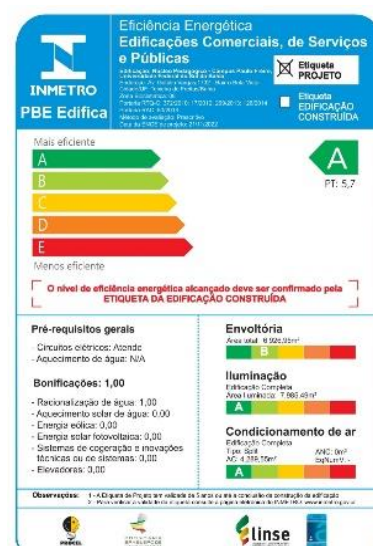 Eficiência Energética
Edificações Comerciais, de Serviços
e Públicas
INMETRO
PBE Edifica
Etiqueta
PROJETO
Etiqueta
EDIFICAÇÃO
CONSTRUÍDA
Mais eficiente
A
B
C
D
E
Menos eficiente
A
PT: 5,7
O nível de eficiência energética alcançado deve ser confirmado pela
ETIQUETA DA EDIFICAÇÃO CONSTRUÍDA
Pré-requisitos gerais
- Circuitos elétricos: Atende
- Aquecimento de água: N/A
Bonificações: 1,00
- Racionalização de água: 1,00
- Aquecimento solar de água: 0,00
- Energia eólica: 0,00
- Energia solar fotovoltaica: 0,00
- Sistemas de cogeração e inovações
técnicas ou de sistemas: 0,00
- Elevadores: 0,00
Envoltória
B
Iluminação
Edificação Completa
A
Condicionamento de ar
Edificação Completa
Tipo: Split
A
Observações:
PROCEL
linse